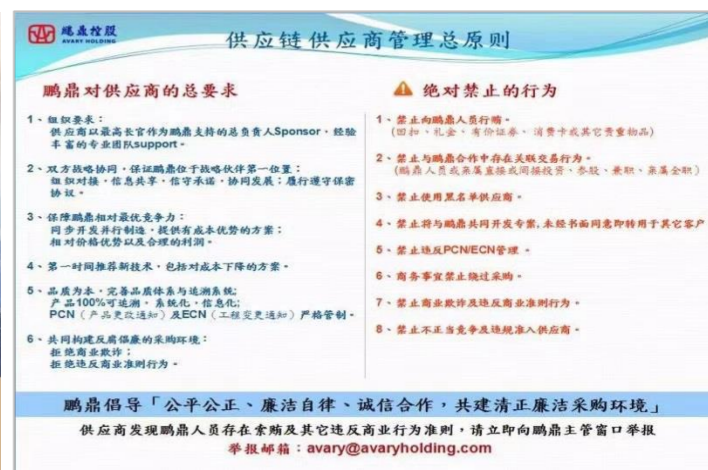 鹏鼎控股
AVARY HOLDING
供应链供应商管理总原则
鹏鼎对供应商的总要求
1、组织要求：
供应商以最高长官作为鹏鼎支持的总负责人Sponsor，经验
丰富的专业团队support。
2、双方战略协同，保证鹏鼎位于战略伙伴第一位置：
组织对接，信息共享，信守承诺，协同发展；履行遵守保密
协议。
3、保障鹏鼎相对最优竞争力：
同步开发并行制造，提供有成本优势的方案；
相对价格优势以及合理的利润。
4、第一时间推荐新技术，包括对成本下降的方案。
5、品质为本，完善品质体系与追溯系统；
产品100%可追溯，系统化，信息化；
PCN（产品更改通知）及ECN（工程变更通知）严格管制。
6、共同构建反腐倡廉的采购环境：
拒绝商业欺诈；
拒绝违反商业准则行为。
绝对禁止的行为
1、禁止向鹏鼎人员行贿。
（回扣、礼金、有价证券、消费卡或其它贵重物品）
2、禁止与鹏鼎合作中存在关联交易行为。
（鹏鼎人员或亲属直接或间接投资、参股、兼职、亲属全职）
3、禁止使用黑名单供应商。
4、禁止将与鹏鼎共同开发专案,未经书面同意即转用于其它客户
5、禁止违反PCN/ECN管理。
6、商务事宜禁止绕过采购。
7、禁止商业欺诈及违反商业准则行为。
8、禁止不正当竞争及违规准入供应商。
鹏鼎倡导「公平公正、廉洁自律、诚信合作，共建清正廉洁采购环境」
供应商发现鹏鼎人员存在索贿及其它违反商业行为准则，请立即向鹏鼎主管窗口举报
举报邮箱：avary@avaryholding.com